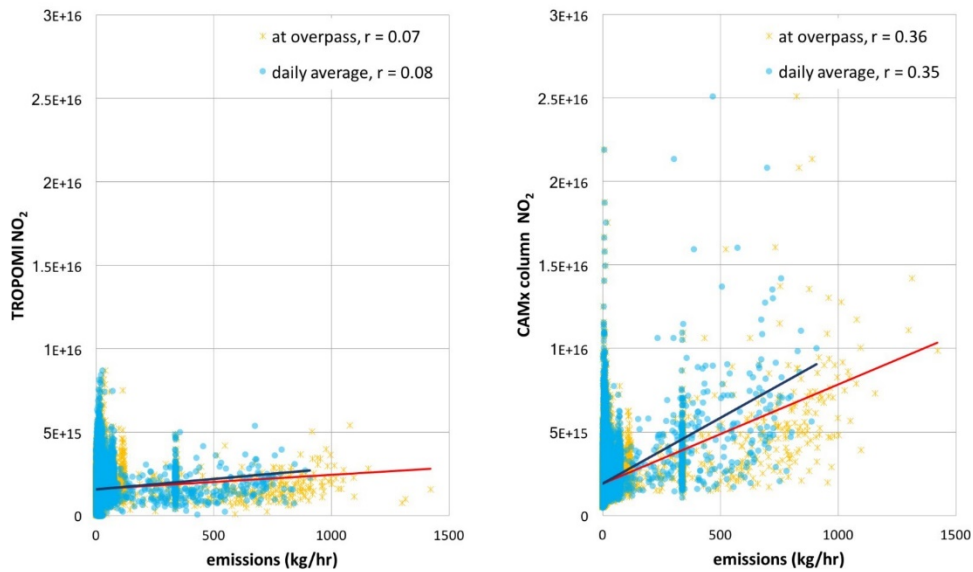 3E+16
at overpass, r = 0.07
daily average, r = 0.08
2.5E+16
2E+16
1.5E+16
1E+16
5E+15
0
TROPOMI NO2
0 500 1000 1500
emissions (kg/hr)
3E+16
at overpass, r = 0.36
daily average, r = 0.35
2.5E+16
2E+16
1.5E+16
1E+16
5E+15
0
CAMx column NO2
0 500 1000 1500
emissions (kg/hr)